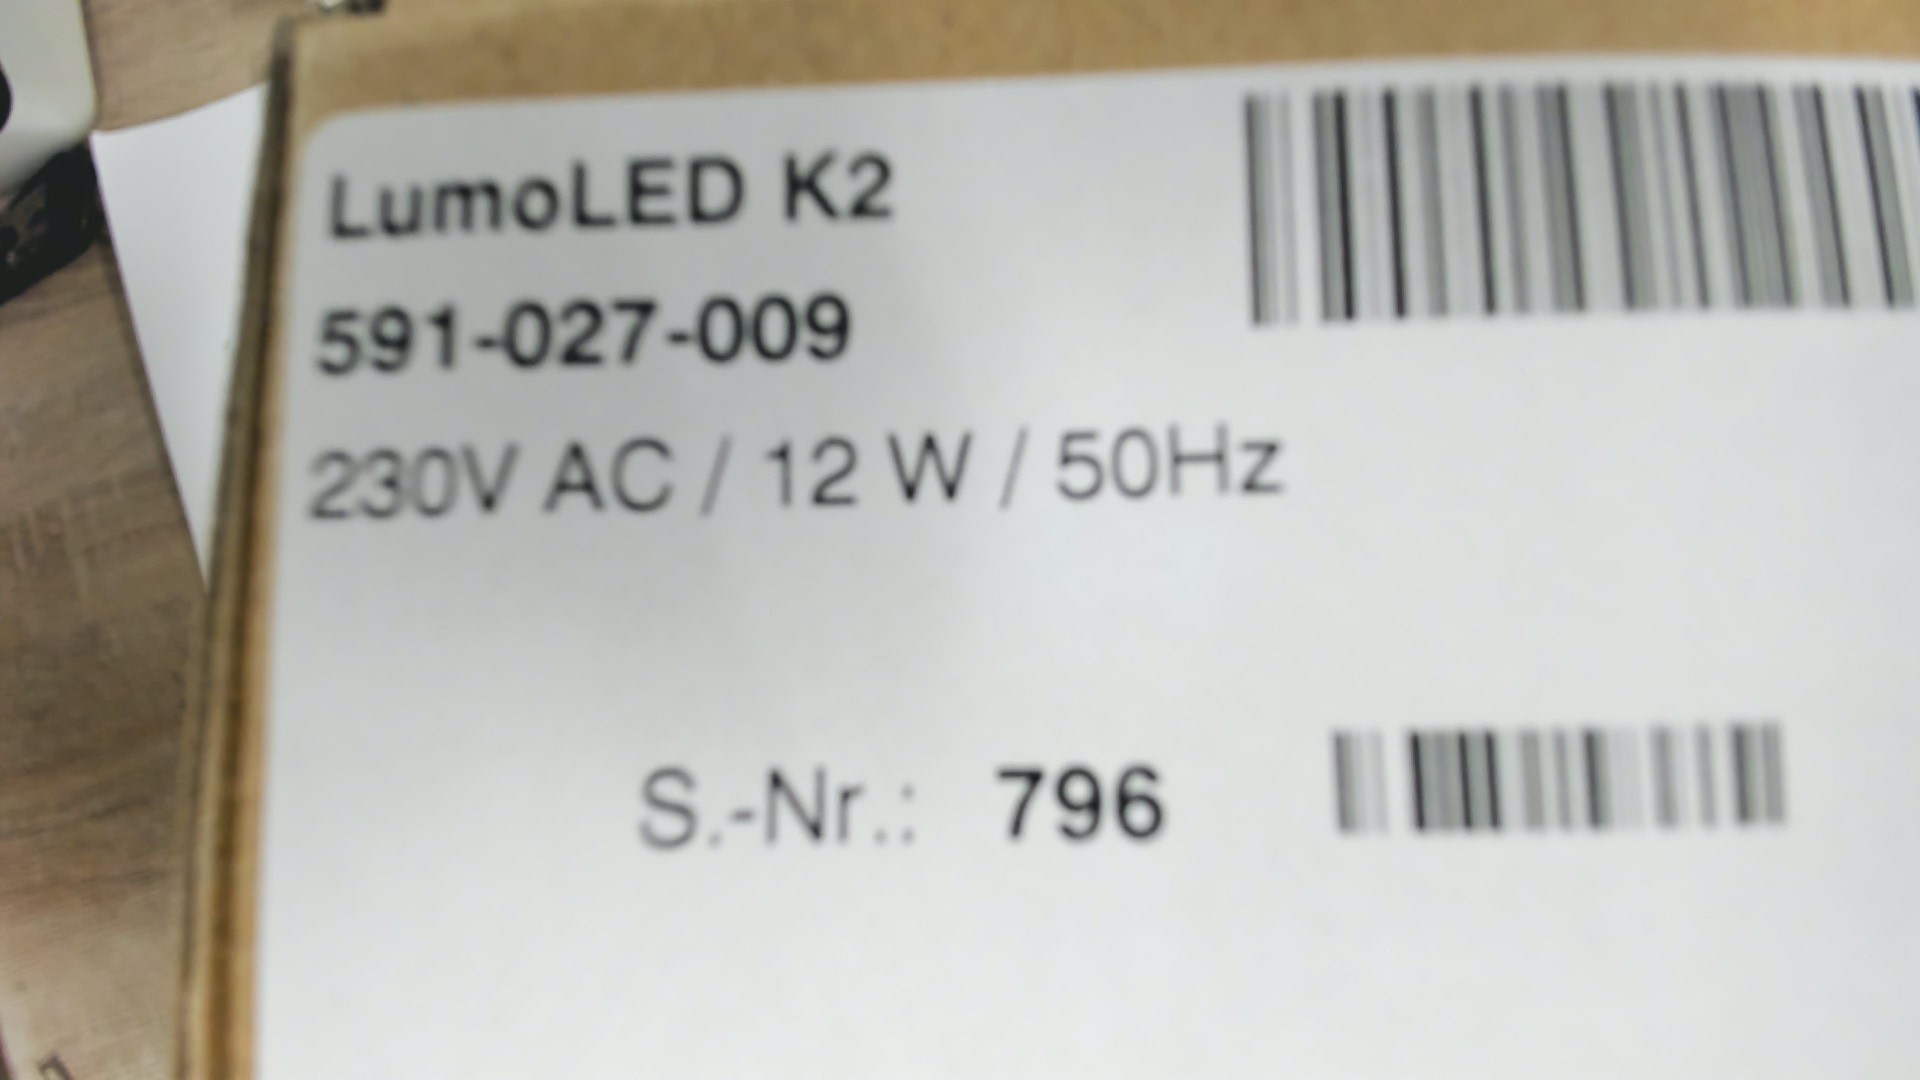 LumoLED K2
591-027-009
230V AC / 12 W / 50Hz
S.-Nr.: 796